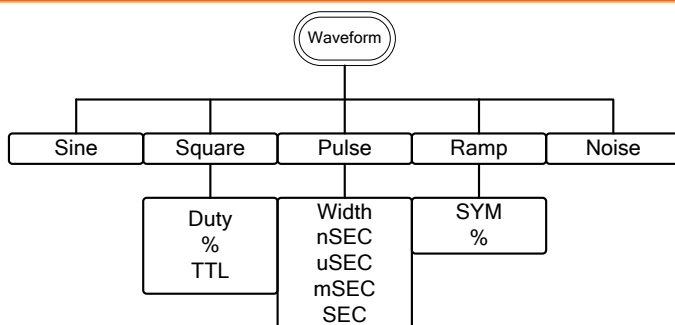 Waveform
Sine
Square
Pulse
Ramp
Noise
Duty
%
TTL
Width
nSEC
uSEC
mSEC
SEC
SYM
%